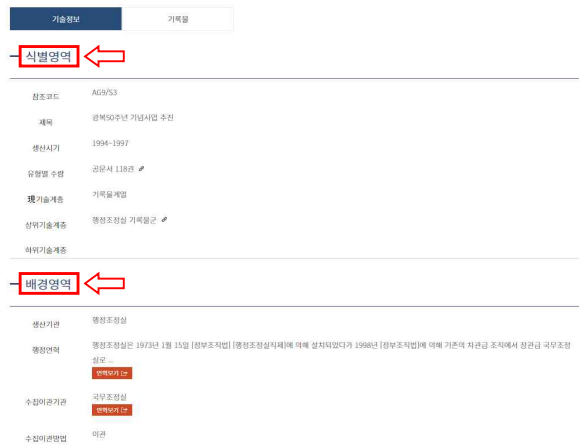 기술정보 기록물
식별영역
참조코드 AG9/S3
제목 광복50주년 기념사업 추진
생산시기 1994~1997
유형별 수량 공문서 118권
現기술계층 기록물계열
상위기술계층 행정조정실 기록물군
하위기술계층
배경영역
생산기관 행정조정실
행정연혁 행정조정실은 1973년 1월 15일 [정부조직법] [행정조정실직제]에 의해 설치되었다가 1998년 [정부조직법]에 의해 기존의 차관급 조직에서 장관급 국무조정
실로 ...
연혁보기
수집이관기관 국무조정실
연혁보기
수집이관방법 이관